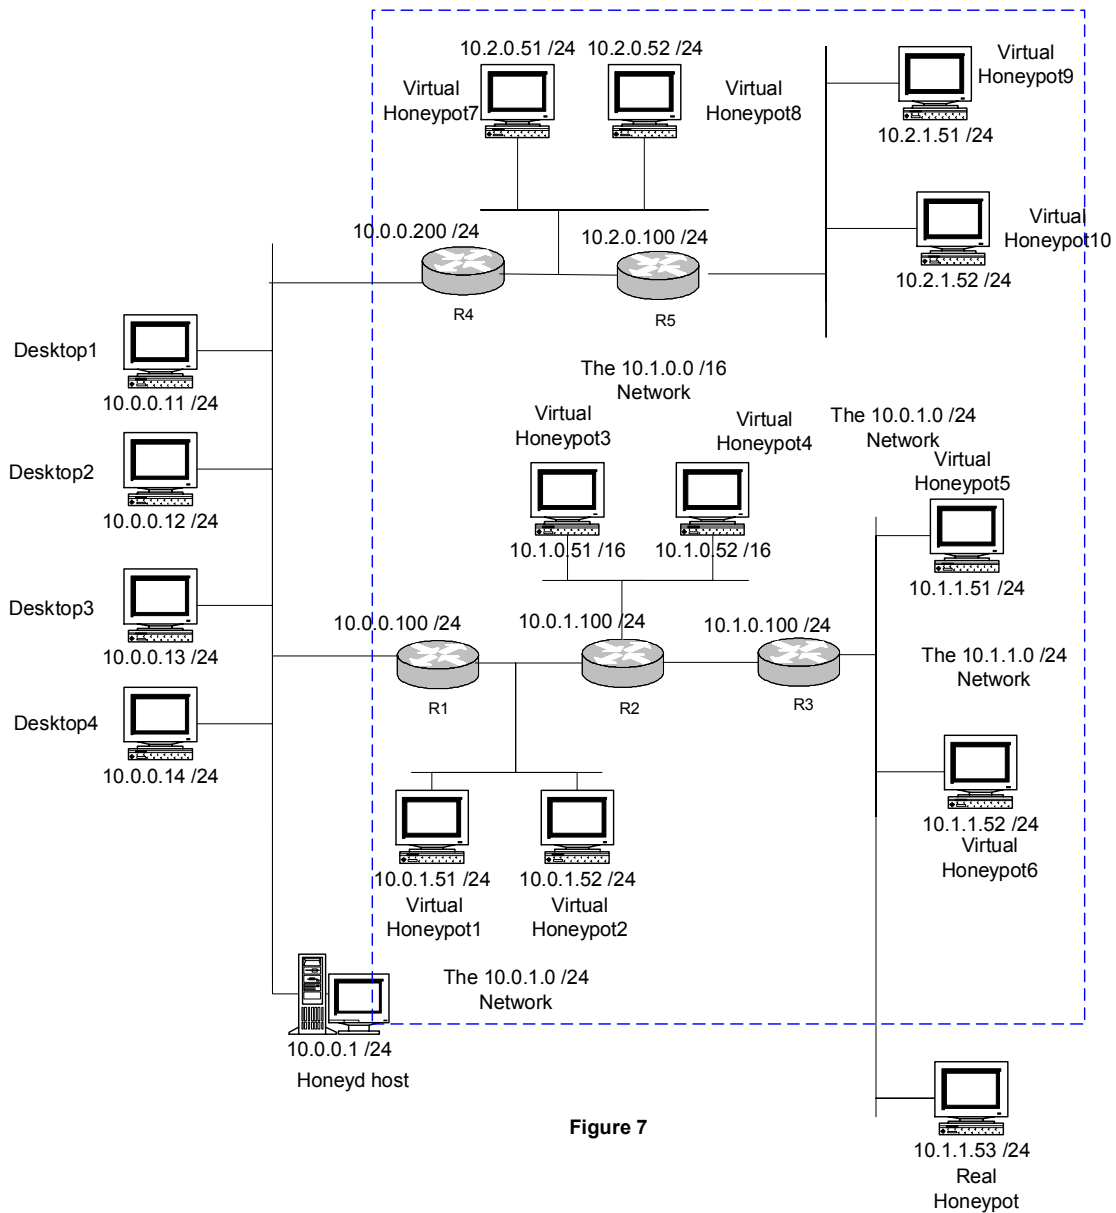 10.2.0.51 /24
10.2.0.52 /24
Virtual
Honeypot7
Virtual
Honeypot8
Virtual
Honeypot9
10.2.1.51 /24
Virtual
Honeypot10
10.2.1.52 /24
10.0.0.200 /24
10.2.0.100 /24
R4
R5
Desktop1
10.0.0.11 /24
The 10.1.0.0 /16
Network
Virtual
Honeypot3
Virtual
Honeypot4
The 10.0.1.0 /24
Network
Virtual
Honeypot5
Desktop2
10.0.0.12 /24
10.1.0.51 /16
10.1.0.52 /16
10.1.1.51 /24
Desktop3
10.0.0.13 /24
10.0.0.100 /24
10.0.1.100 /24
10.1.0.100 /24
R1
R2
R3
The 10.1.1.0 /24
Network
Desktop4
10.0.0.14 /24
10.1.1.52 /24
Virtual
Honeypot6
10.0.1.51 /24
Virtual
Honeypot1
10.0.1.52 /24
Virtual
Honeypot2
The 10.0.1.0 /24
Network
10.0.0.1 /24
Honeyd host
Figure 7
10.1.1.53 /24
Real
Honeypot